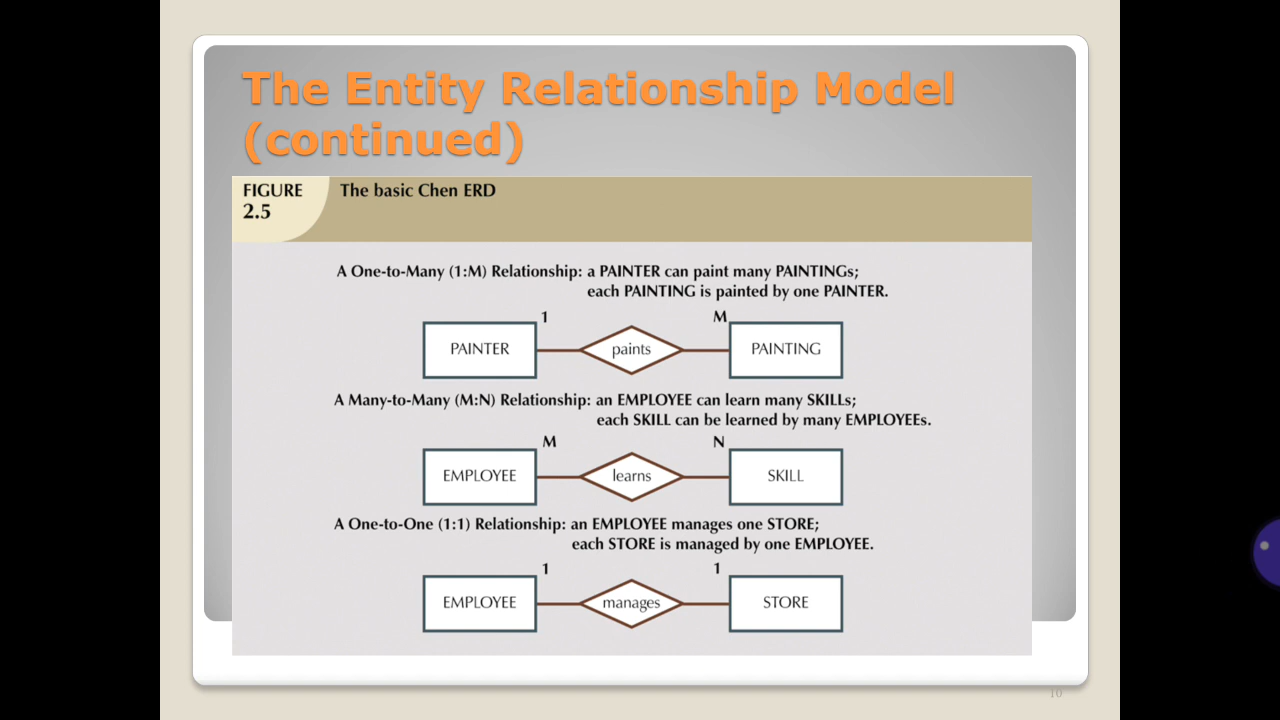 The Entity Relationship Model
(continued)
FIGURE
2.5
The basic Chen ERD
A One-to-Many (1:M) Relationship: a PAINTER can paint many PAINTINGs;
each PAINTING is painted by one PAINTER.
1
M
PAINTER
paints
PAINTING
A Many-to-Many (M:N) Relationship: an EMPLOYEE can learn many SKILLs;
each SKILL can be learned by many EMPLOYEEs.
M
N
EMPLOYEE
learns
SKILL
A One-to-One (1:1) Relationship: an EMPLOYEE manages one STORE;
each STORE is managed by one EMPLOYEE.
1
1
EMPLOYEE
manages
STORE
10